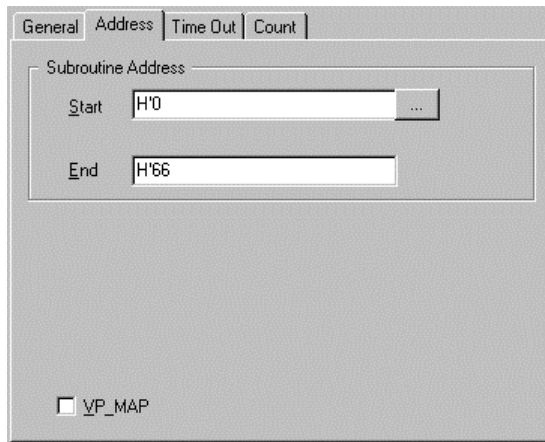 General Address Time Out Count
Subroutine Address
Start H'0 ...
End H'66
VP_MAP